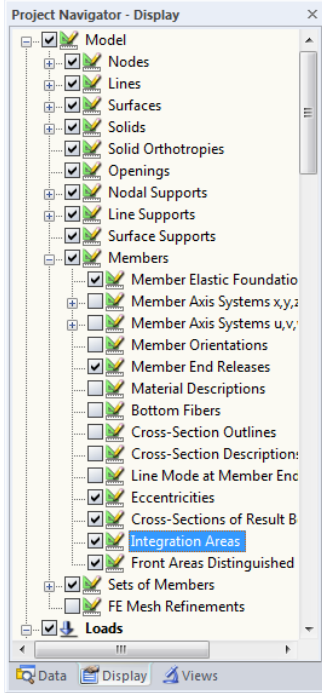 Project Navigator - Display
Model
Nodes
Lines
Surfaces
Solids
Solid Orthotropies
Openings
Nodal Supports
Line Supports
Surface Supports
Members
Member Elastic Foundatio
Member Axis Systems x,y,z
Member Axis Systems u,v,
Member Orientations
Member End Releases
Material Descriptions
Bottom Fibers
Cross-Section Outlines
Cross-Section Descriptions
Line Mode at Member End
Eccentricities
Cross-Sections of Result B
Integration Areas
Front Areas Distinguished
Sets of Members
FE Mesh Refinements
Loads
Data Display Views